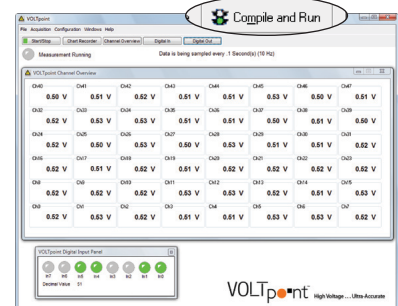 VOLTpoint
Compile and Run
File Acquisition Configuration Windows Help
Start/Stop Chart Recorder Channel Overview Digital In Digital Out
Measurement Running Data is being sampled every .1 Second(s) (10 Hz)
VOLTpoint Channel Overview
Ch40 Ch41 Ch42 Ch43 Ch44 Ch45 Ch46 Ch47
0.50 V 0.51 V 0.52 V 0.51 V 0.51 V 0.53 V 0.50 V 0.51 V
Ch32 Ch33 Ch34 Ch35 Ch36 Ch37 Ch38 Ch39
0.52 V 0.53 V 0.53 V 0.51 V 0.51 V 0.53 V 0.50 V 0.50 V
Ch24 Ch25 Ch26 Ch27 Ch28 Ch29 Ch30 Ch31
0.52 V 0.50 V 0.53 V 0.50 V 0.53 V 0.51 V 0.51 V 0.52 V
Ch16 Ch17 Ch18 Ch19 Ch20 Ch21 Ch22 Ch23
0.52 V 0.51 V 0.53 V 0.51 V 0.52 V 0.52 V 0.52 V 0.52 V
Ch8 Ch9 Ch10 Ch11 Ch12 Ch13 Ch14 Ch15
0.52 V 0.53 V 0.52 V 0.53 V 0.53 V 0.52 V 0.51 V 0.53 V
Ch0 Ch1 Ch2 Ch3 Ch4 Ch5 Ch6 Ch7
0.52 V 0.53 V 0.52 V 0.51 V 0.51 V 0.53 V 0.53 V 0.52 V
VOLTpoint Digital Input Panel
In7 In6 In5 In4 In3 In2 In1 In0
Decimal Value 51
VOLTpoint High Voltage ... Ultra-Accurate